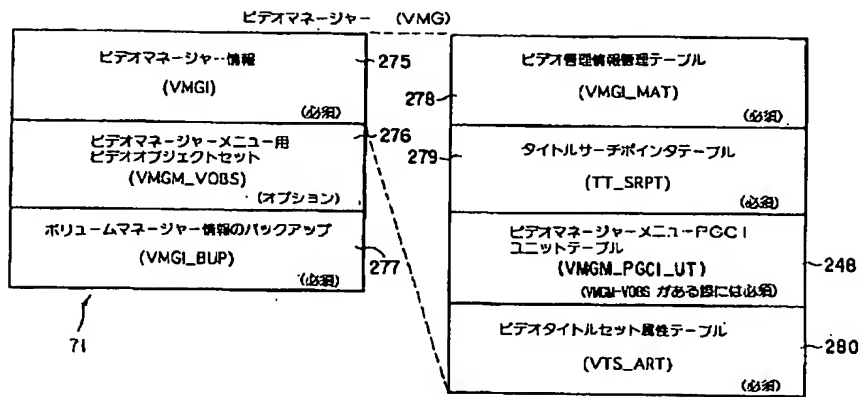 ビデオマネージャー (VMG)
ビデオマネージャー情報
(VMGI)
(必須)
275
ビデオマネージャーメニュー用
ビデオオブジェクトセット
(VMGM_VOBS)
(オプション)
276
ボリュームマネージャー情報のバックアップ
(VMGI_BUP)
(必須)
277
71
ビデオ管理情報管理テーブル
(VMGI_MAT)
(必須)
278
タイトルサーチポインタテーブル
(TT_SRPT)
(必須)
279
ビデオマネージャーメニューPGCI
ユニットテーブル
(VMGM_PGCI_UT)
(VMGM-VOBS がある際には必須)
248
ビデオタイトルセット属性テーブル
(VTS_ART)
(必須)
280